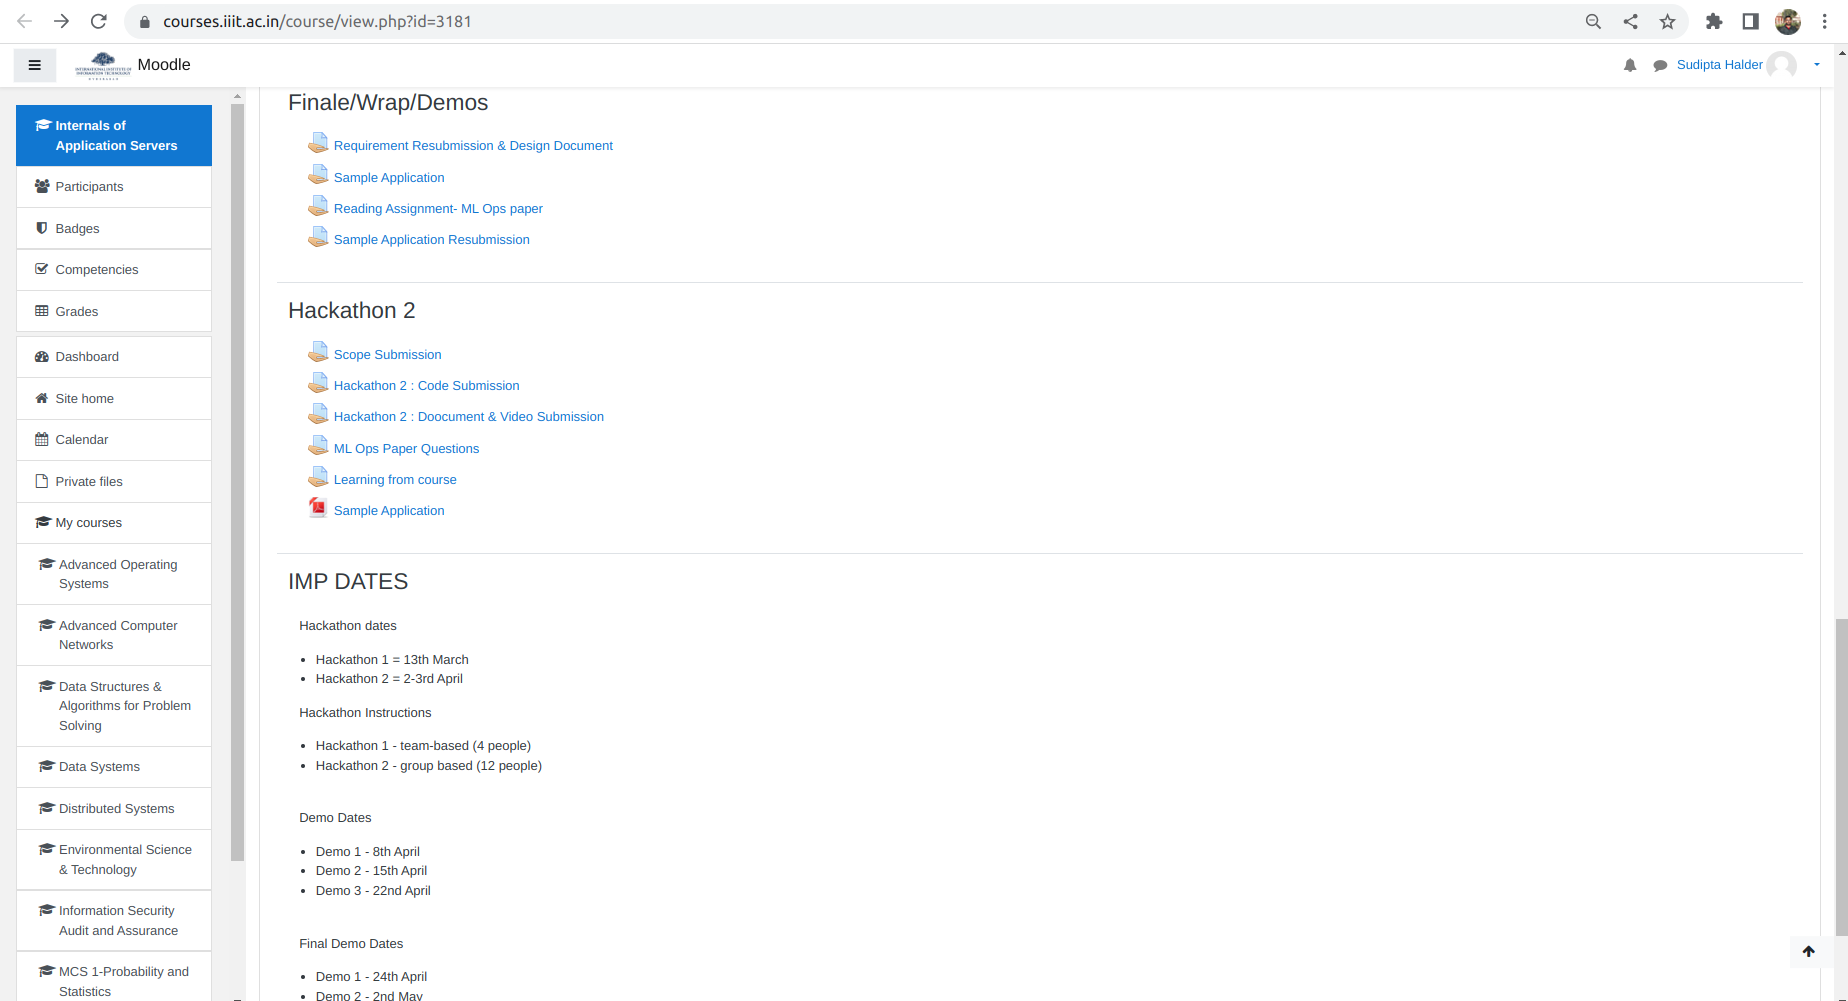 courses.iiit.ac.in/course/view.php?id=3181
INTERNATIONAL INSTITUTE OF
INFORMATION TECHNOLOGY
HYDERABAD
Moodle
Sudipta Halder
Internals of
Application Servers
Participants
Badges
Competencies
Grades
Dashboard
Site home
Calendar
Private files
My courses
Advanced Operating
Systems
Advanced Computer
Networks
Data Structures &
Algorithms for Problem
Solving
Data Systems
Distributed Systems
Environmental Science
& Technology
Information Security
Audit and Assurance
MCS 1-Probability and
Statistics
Finale/Wrap/Demos
Requirement Resubmission & Design Document
Sample Application
Reading Assignment- ML Ops paper
Sample Application Resubmission
Hackathon 2
Scope Submission
Hackathon 2 : Code Submission
Hackathon 2 : Doocument & Video Submission
ML Ops Paper Questions
Learning from course
Sample Application
IMP DATES
Hackathon dates
Hackathon 1 = 13th March
Hackathon 2 = 2-3rd April
Hackathon Instructions
Hackathon 1 - team-based (4 people)
Hackathon 2 - group based (12 people)
Demo Dates
Demo 1 - 8th April
Demo 2 - 15th April
Demo 3 - 22nd April
Final Demo Dates
Demo 1 - 24th April
Demo 2 - 2nd May